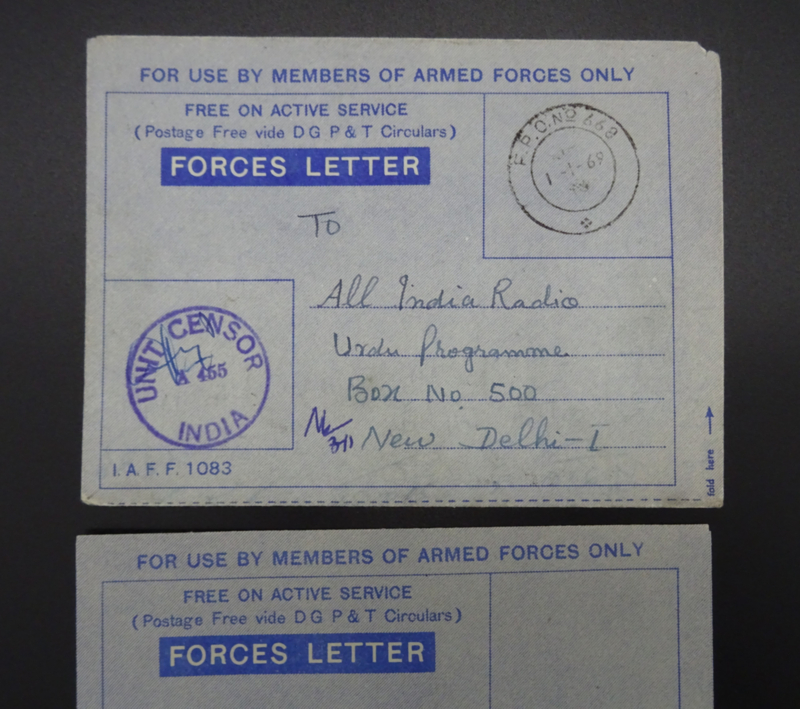 FOR USE BY MEMBERS OF ARMED FORCES ONLY
FREE ON ACTIVE SERVICE
(Postage Free vide D G P & T Circulars)
FORCES LETTER
F.P.O. No 668
69
1
To
All India Radio
Urdu Programme
Box No 500
New Delhi-I
UNIT CENSOR
A 455
INDIA
I. A. F. F. 1083
fold here
FOR USE BY MEMBERS OF ARMED FORCES ONLY
FREE ON ACTIVE SERVICE
(Postage Free vide D G P & T Circulars)
FORCES LETTER